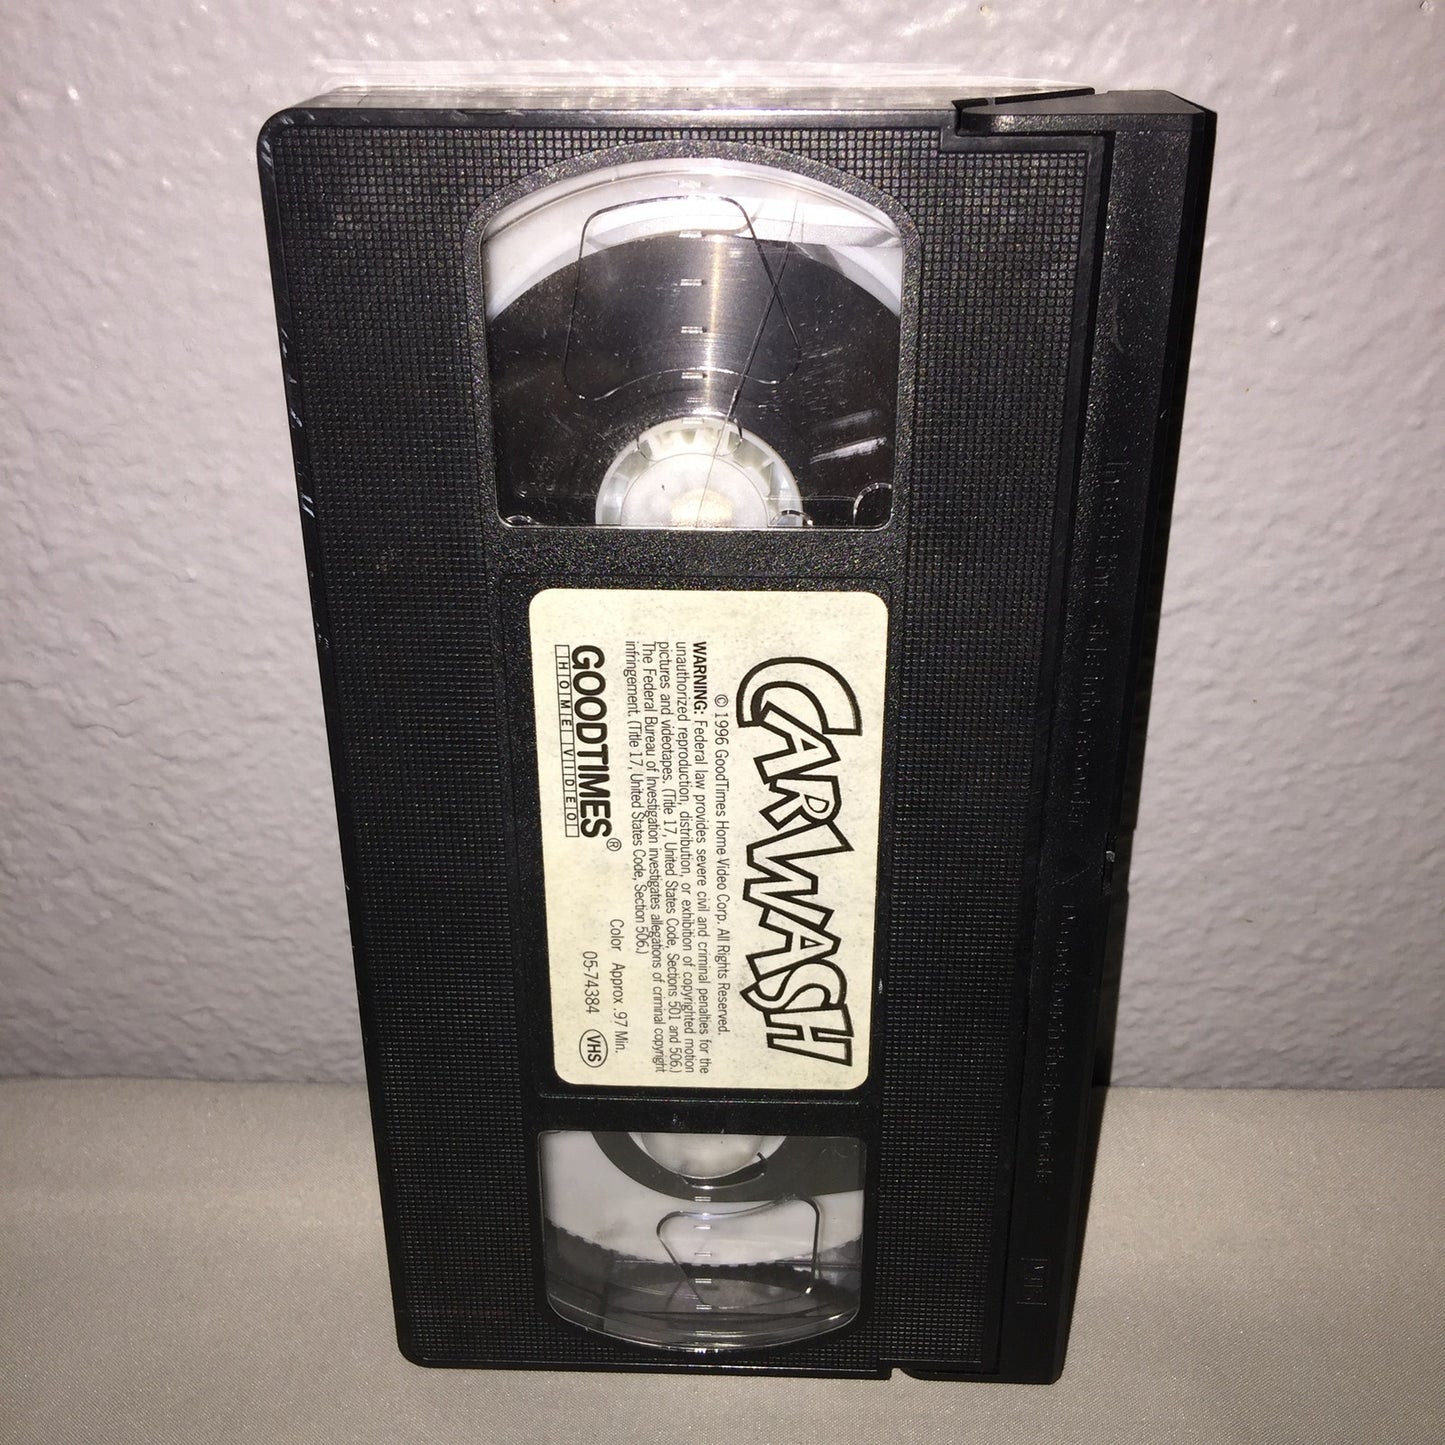 CAR WASH
© 1996 GoodTimes Home Video Corp. All Rights Reserved.
WARNING: Federal law provides severe civil and criminal penalties for the
unauthorized reproduction, distribution, or exhibition of copyrighted motion
pictures and videotapes. (Title 17, United States Code, Sections 501 and 506.)
The Federal Bureau of Investigation investigates allegations of criminal copyright
infringement. (Title 17, United States Code, Section 506.)
Color Approx .97 Min.
GOODTIMES®
HOME VIDEO
05-74384 VHS